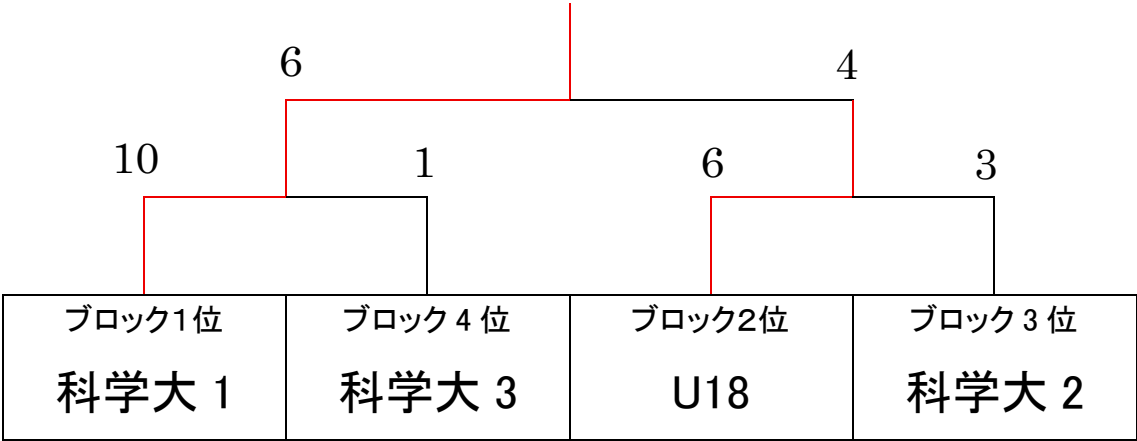 6 4
10 1 6 3
ブロック1位 ブロック4位 ブロック2位 ブロック3位
科学大1 科学大3 U18 科学大2